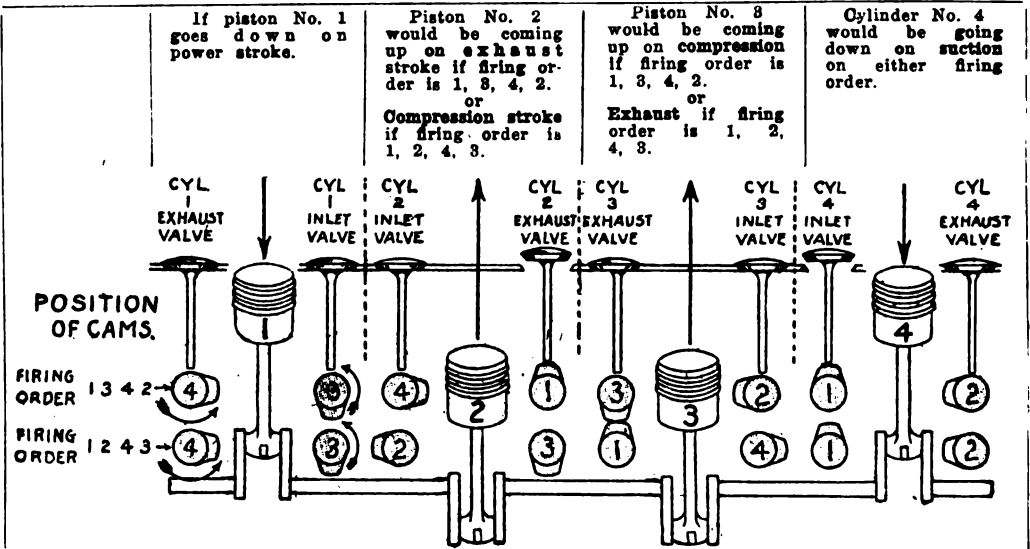 If piston No. 1
goes down on
power stroke.
Piston No. 2
would be coming
up on exhaust
stroke if firing or-
der is 1, 3, 4, 2.
or
Compression stroke
if firing order is
1, 2, 4, 3.
Piston No. 3
would be coming
up on compression
if firing order is
1, 3, 4, 2.
or
Exhaust if firing
order is 1, 2,
4, 3.
Cylinder No. 4
would be going
down on suction
on either firing
order.
CYL
1
EXHAUST
VALVE
CYL
1
INLET
VALVE
CYL
2
INLET
VALVE
CYL
2
EXHAUST
VALVE
CYL
3
EXHAUST
VALVE
CYL
3
INLET
VALVE
CYL
4
INLET
VALVE
CYL
4
EXHAUST
VALVE
POSITION
OF CAMS.
1
2
3
4
FIRING
ORDER 1 3 4 2
4 4 1 3 2 1 2
FIRING
ORDER 1 2 4 3
4 3 2 3 1 4 1 2